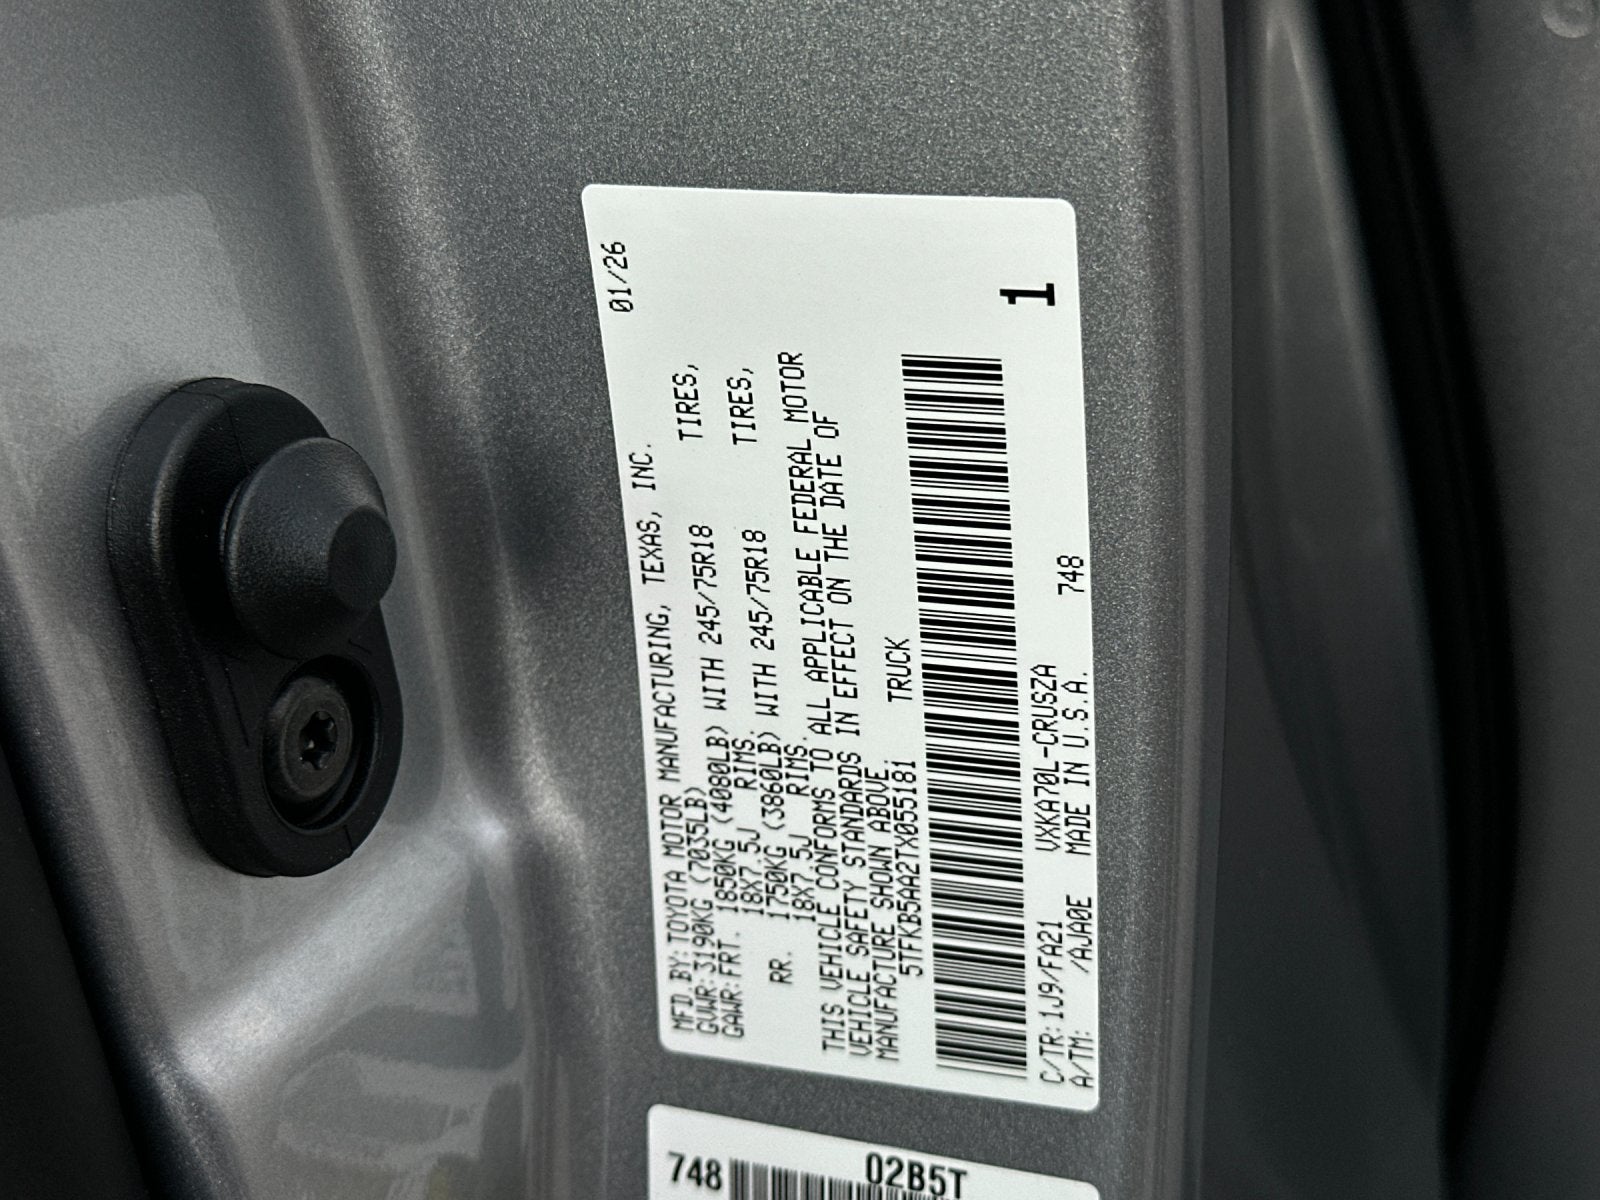 01/26
MFD.BY:TOYOTA MOTOR MANUFACTURING, TEXAS, INC.
GVWR:3190KG (7035LB)
GAWR:FRT. 1850KG (4080LB) WITH 245/75R18 TIRES,
18X7.5J RIMS.
RR. 1750KG (3860LB) WITH 245/75R18 TIRES,
18X7.5J RIMS.
THIS VEHICLE CONFORMS TO ALL APPLICABLE FEDERAL MOTOR
VEHICLE SAFETY STANDARDS IN EFFECT ON THE DATE OF
MANUFACTURE SHOWN ABOVE.
5TFKB5AA2TX055181 TRUCK
1
C/TR:1J9/FA21 VXKA70L-CRUSZA
A/TM: /AJA0E MADE IN U.S.A. 748
748 02B5T